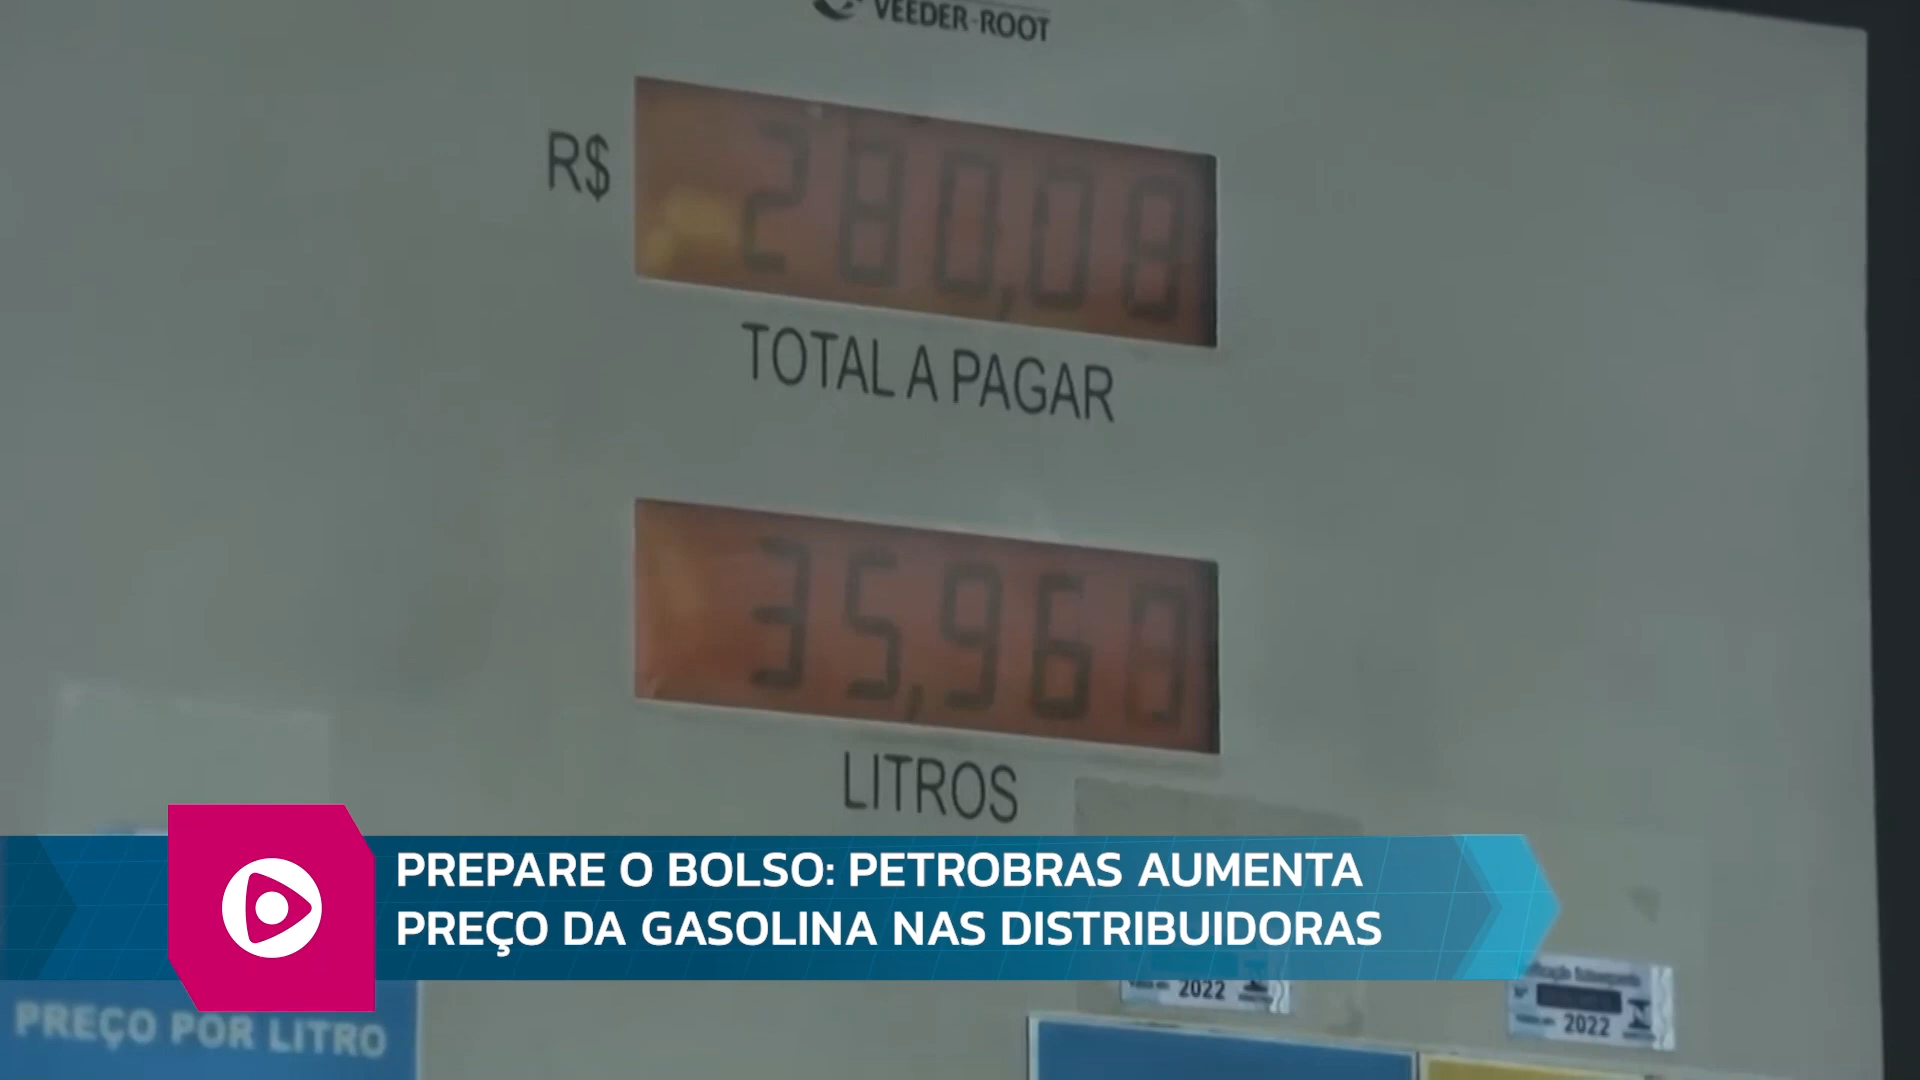 VEEDER-ROOT
R$
280,08
TOTAL A PAGAR
35,960
LITROS
PREPARE O BOLSO: PETROBRAS AUMENTA
PREÇO DA GASOLINA NAS DISTRIBUIDORAS
PREÇO POR LITRO
2022
2022